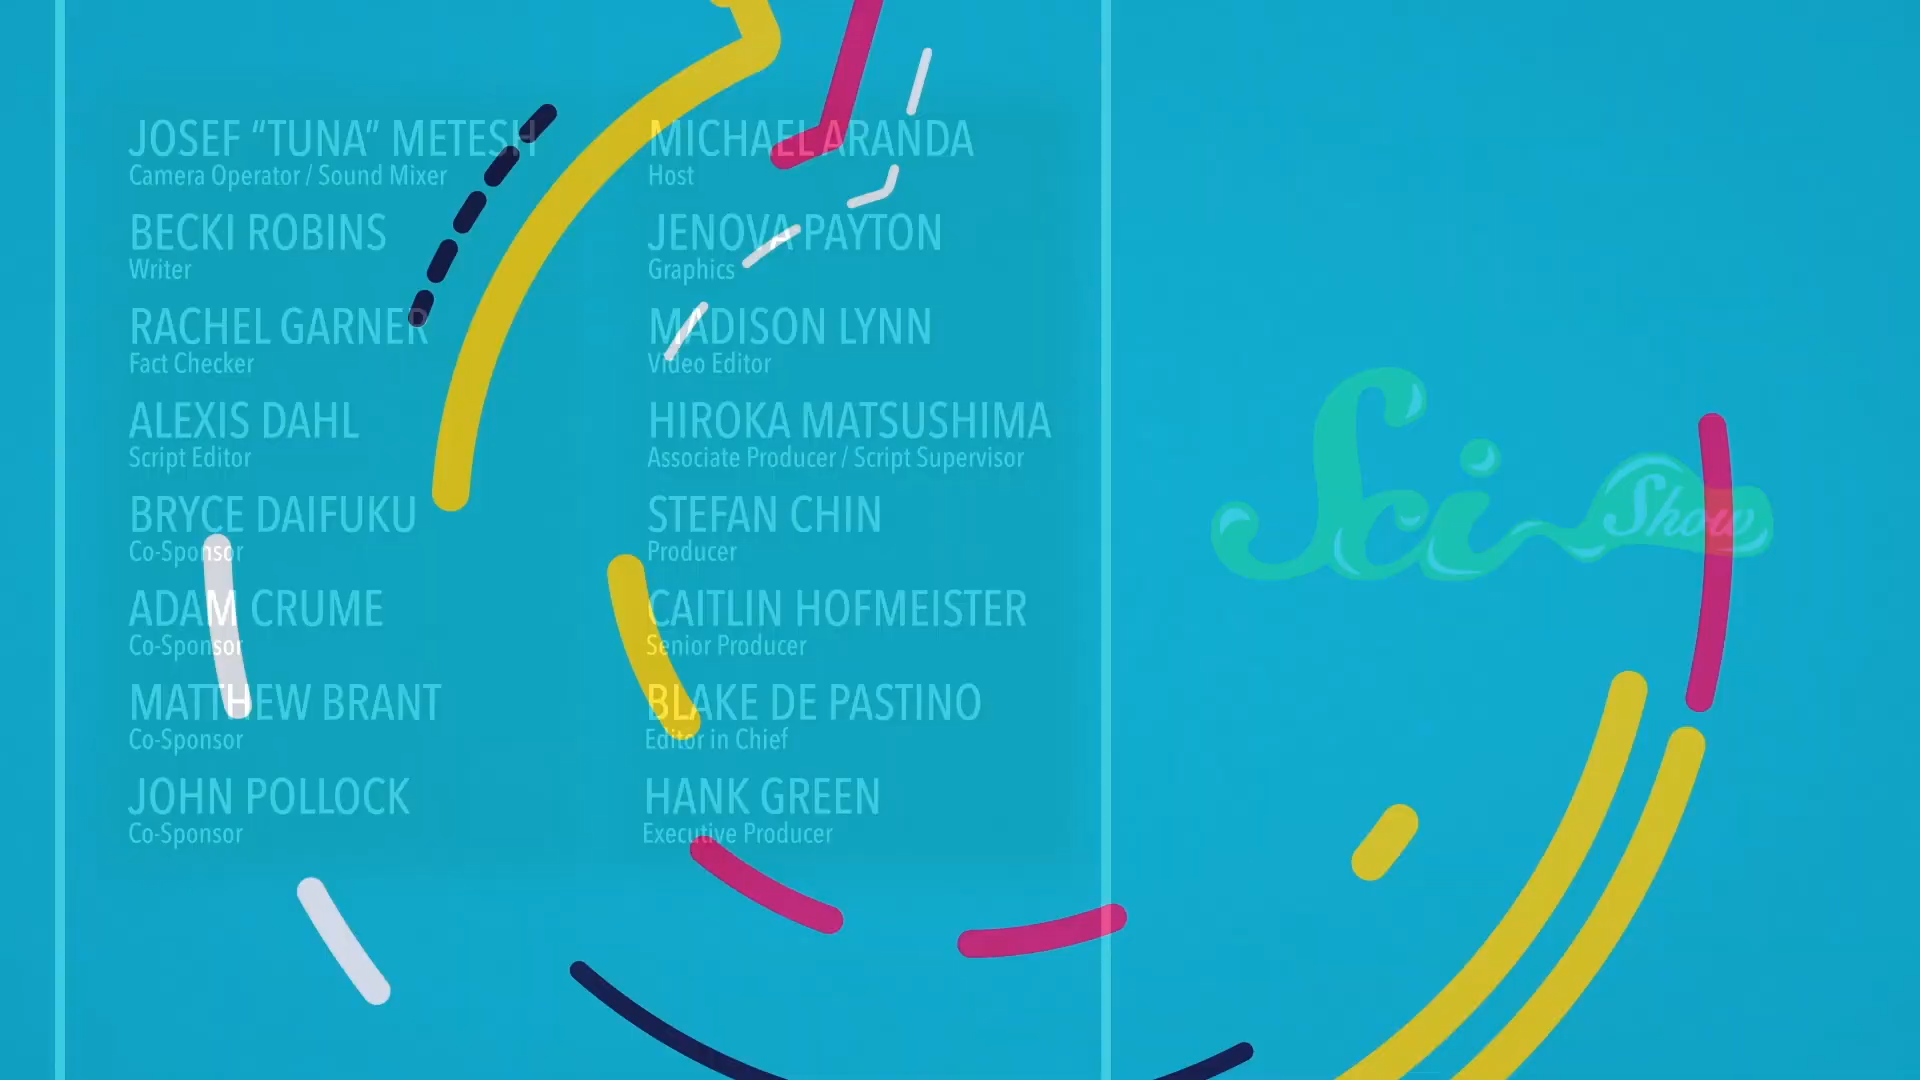 JOSEF “TUNA” METESH
Camera Operator / Sound Mixer
BECKI ROBINS
Writer
RACHEL GARNER
Fact Checker
ALEXIS DAHL
Script Editor
BRYCE DAIFUKU
Co-Sponsor
ADAM CRUME
Co-Sponsor
MATTHEW BRANT
Co-Sponsor
JOHN POLLOCK
Co-Sponsor
MICHAEL ARANDA
Host
JENOVA PAYTON
Graphics
MADISON LYNN
Video Editor
HIROKA MATSUSHIMA
Associate Producer / Script Supervisor
STEFAN CHIN
Producer
CAITLIN HOFMEISTER
Senior Producer
BLAKE DE PASTINO
Editor in Chief
HANK GREEN
Executive Producer
Sci Show